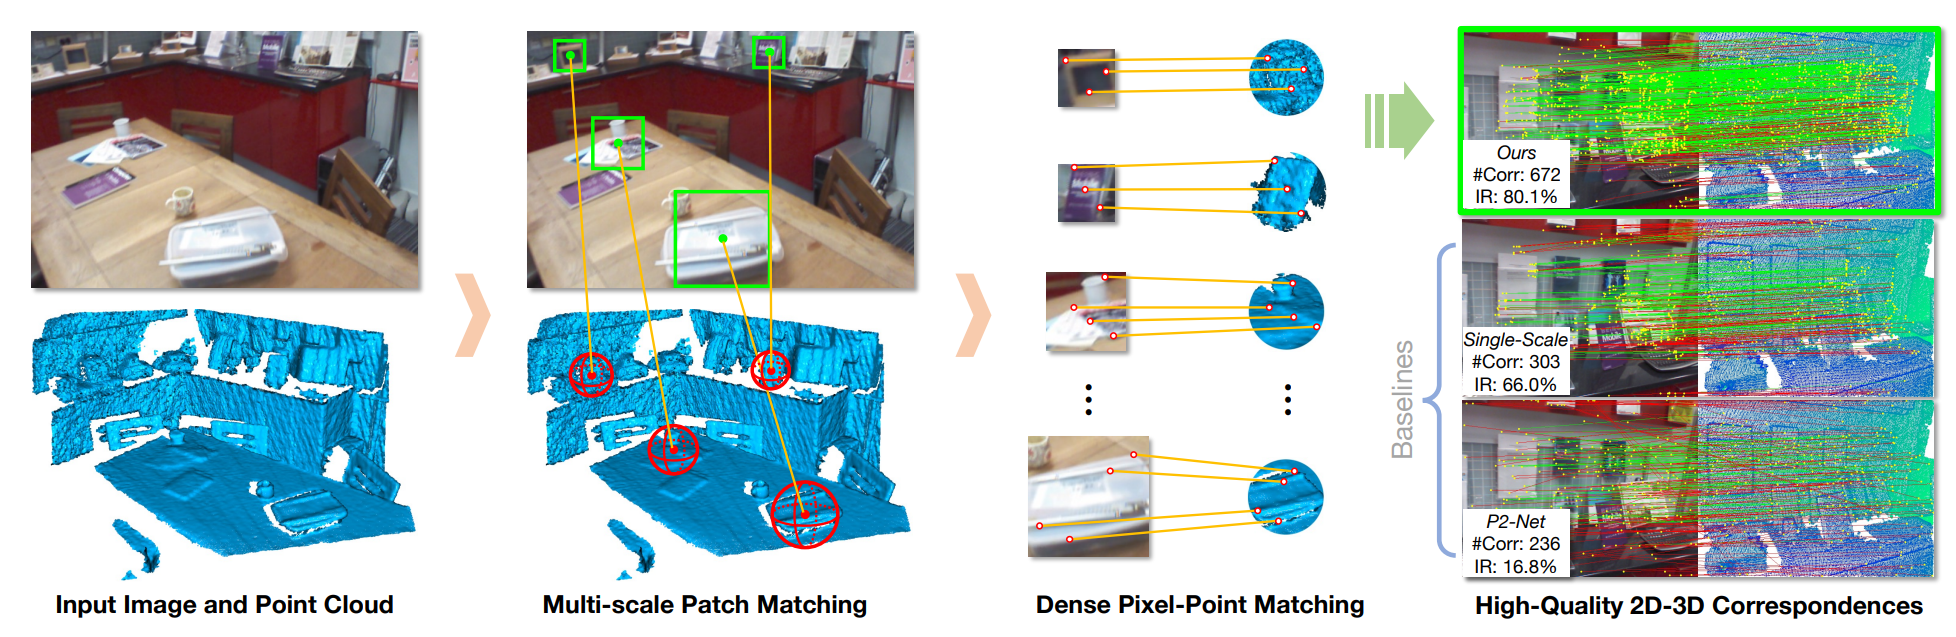 Ours
#Corr: 672
IR: 80.1%
Baselines
Single-Scale
#Corr: 303
IR: 66.0%
P2-Net
#Corr: 236
IR: 16.8%
Input Image and Point Cloud
Multi-scale Patch Matching
Dense Pixel-Point Matching
High-Quality 2D-3D Correspondences